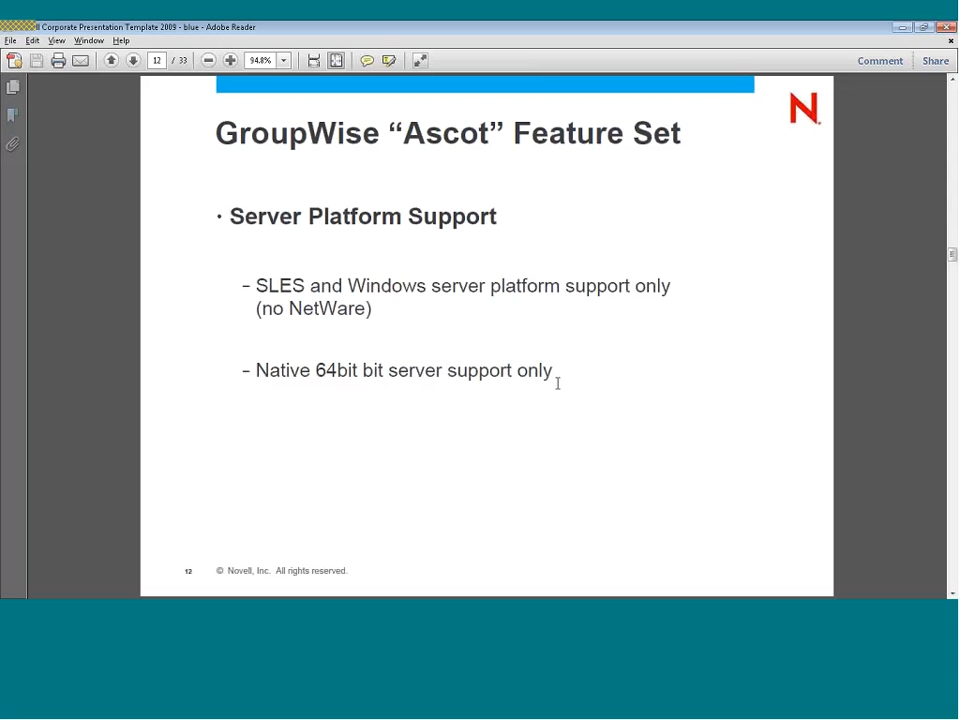 ll Corporate Presentation Template 2009 - blue - Adobe Reader
File Edit View Window Help
12 / 33 94.8% Comment Share
N
GroupWise “Ascot” Feature Set
• Server Platform Support
– SLES and Windows server platform support only
(no NetWare)
– Native 64bit bit server support only
12 © Novell, Inc. All rights reserved.